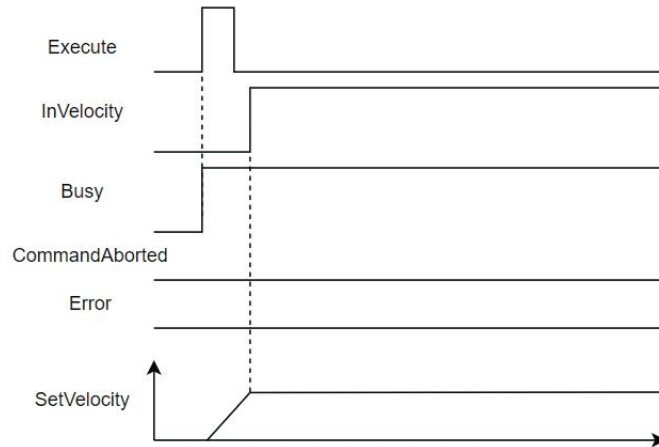 Execute
InVelocity
Busy
CommandAborted
Error
SetVelocity